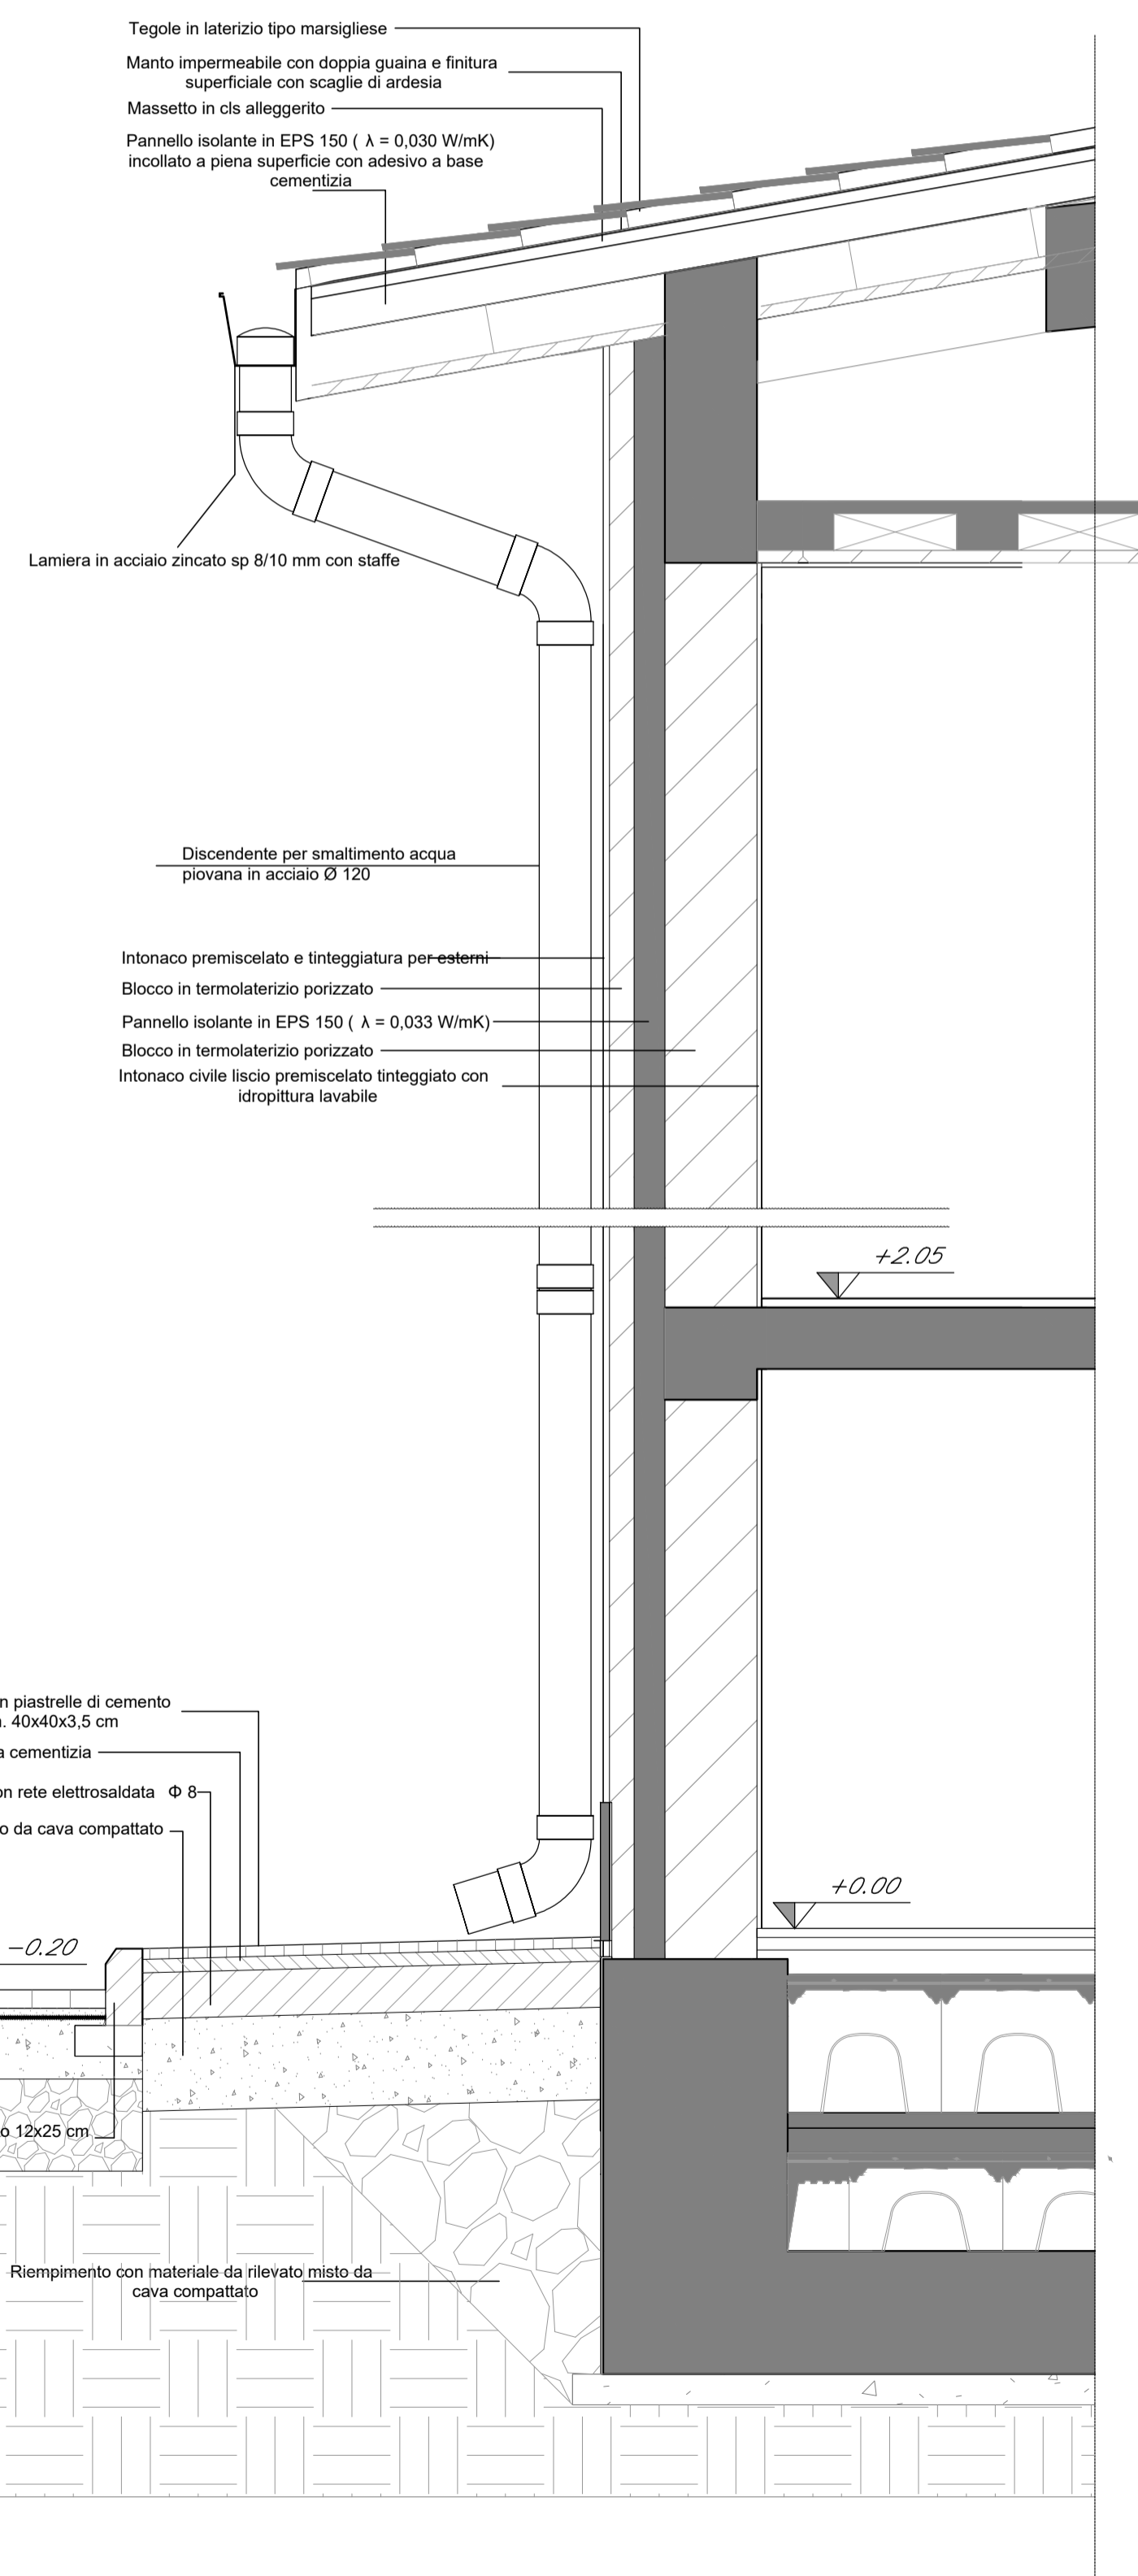 Tegole in laterizio tipo marsigliese
Manto impermeabile con doppia guaina e finitura
superficiale con scaglie di ardesia
Massetto in cls alleggerito
Pannello isolante in EPS 150 ( λ = 0,030 W/mK)
incollato a piena superficie con adesivo a base
cementizia
Lamiera in acciaio zincato sp 8/10 mm con staffe
Discendente per smaltimento acqua
piovana in acciaio Ø 120
Intonaco premiscelato e tinteggiatura per esterni
Blocco in termolaterizio porizzato
Pannello isolante in EPS 150 ( λ = 0,033 W/mK)
Blocco in termolaterizio porizzato
Intonaco civile liscio premiscelato tinteggiato con
idropittura lavabile
+2.05
n piastrelle di cemento
. 40x40x3,5 cm
a cementizia
on rete elettrosaldata Φ 8
o da cava compattato
+0.00
-0.20
o 12x25 cm
Riempimento con materiale da rilevato misto da
cava compattato